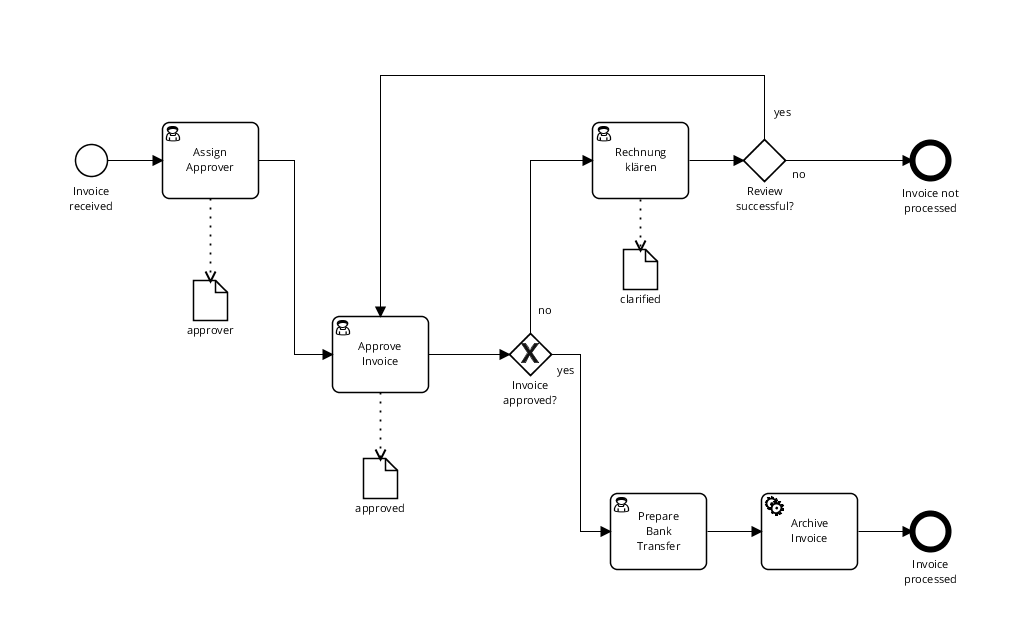 yes
Assign
Approver
Rechnung
klären
Invoice
received
no
Review
successful?
Invoice not
processed
clarified
no
approver
Approve
Invoice
yes
Invoice
approved?
approved
Prepare
Bank
Transfer
Archive
Invoice
Invoice
processed